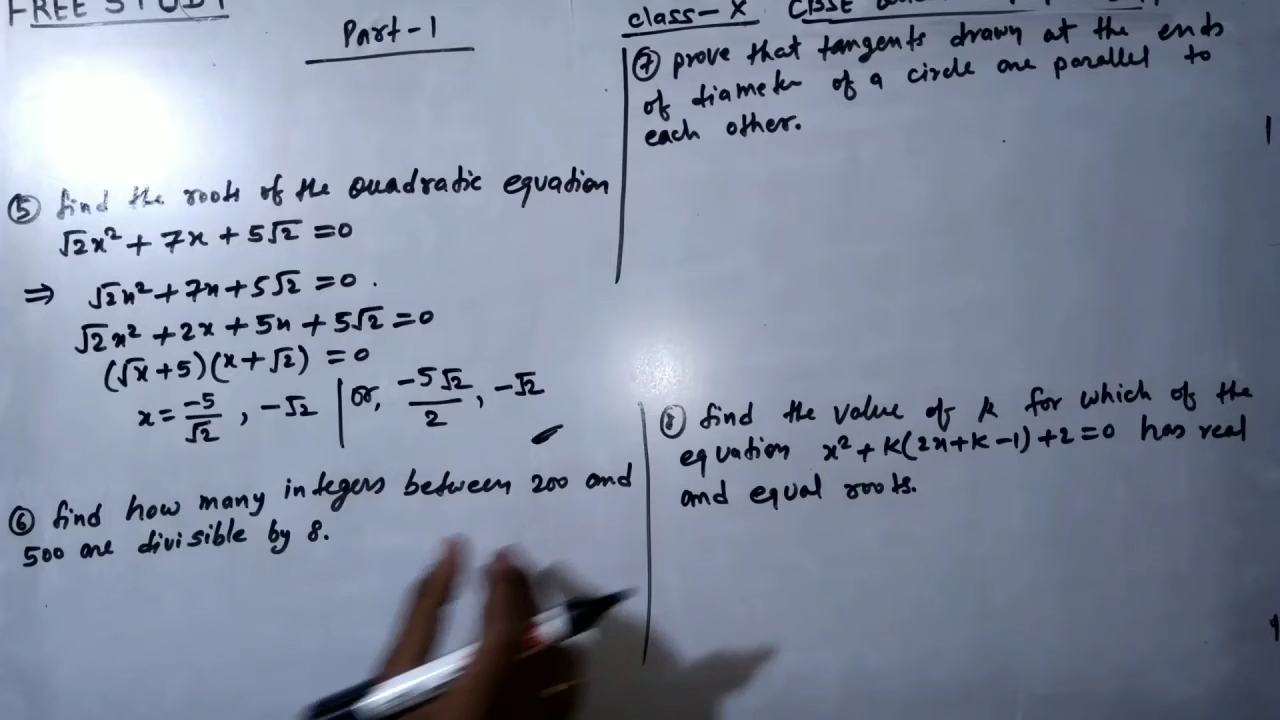 FREE STUDY
Part-1
class-X CBSE
⑤ find the roots of the quadratic equation
√2x² + 7x + 5√2 = 0
⇒ √2x² + 7x + 5√2 = 0.
√2x² + 2x + 5x + 5√2 = 0
(√x + 5)(x + √2) = 0
x = -5/√2, -√2 | or, -5√2/2, -√2
⑥ find how many integers between 200 and
500 are divisible by 8.
⑦ prove that tangents drawn at the ends
of diameter of a circle are parallel to
each other.
⑧ find the value of k for which of the
equation x² + k(2x+k-1)+2=0 has real
and equal roots.